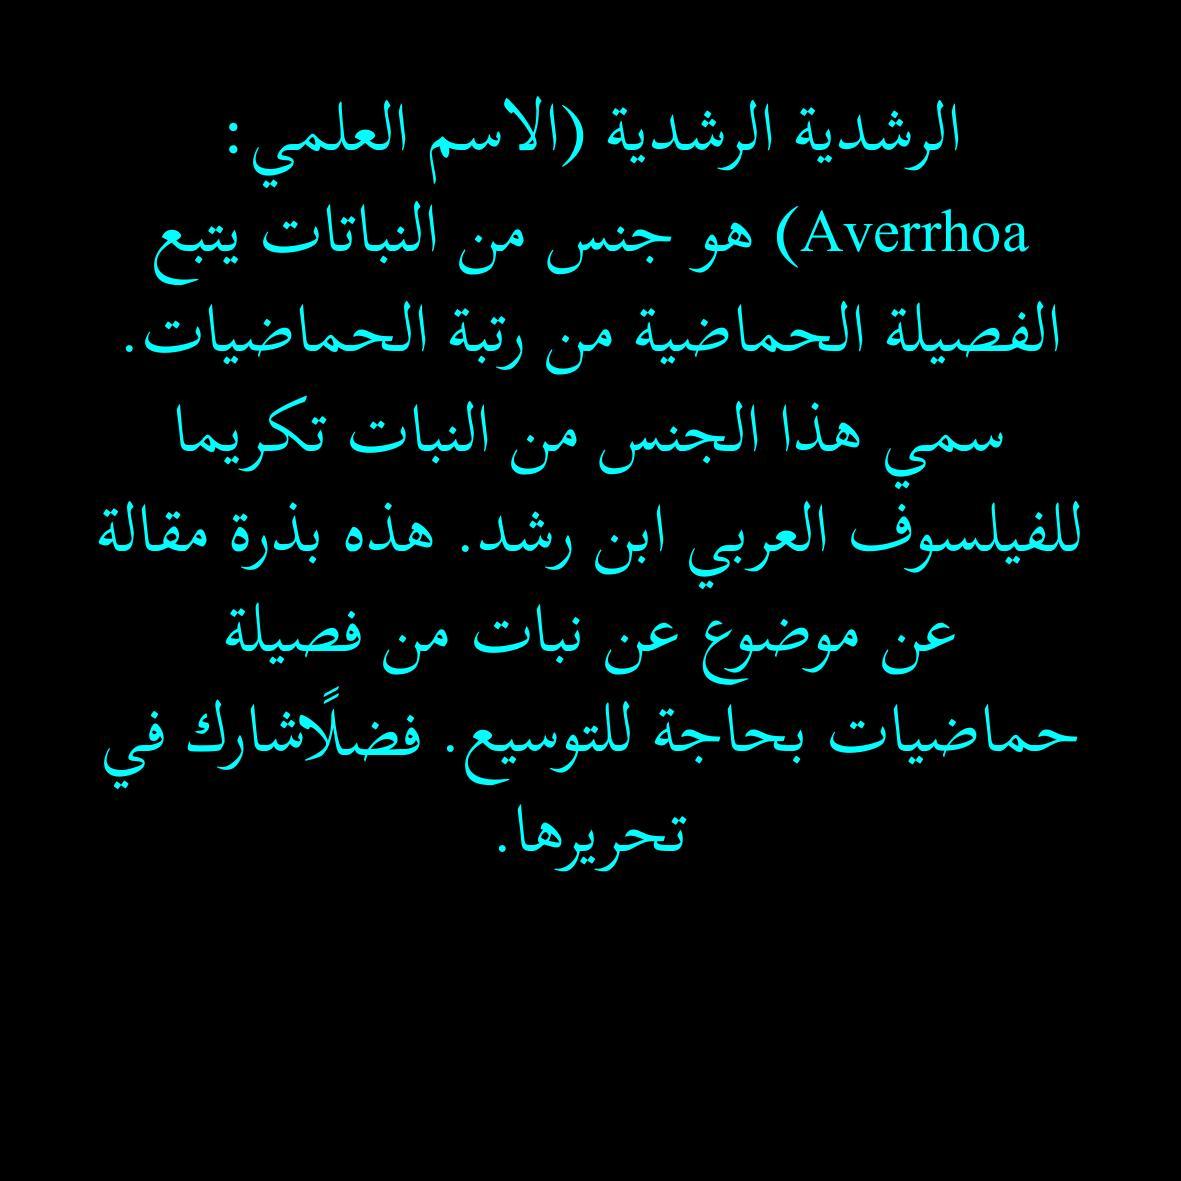 الرشدية الرشدية (الاسم العلمي:
Averrhoa) هو جنس من النباتات يتبع
الفصيلة الحماضية من رتبة الحماضيات.
سمي هذا الجنس من النبات تكريما
للفيلسوف العربي ابن رشد. هذه بذرة مقالة
عن موضوع عن نبات من فصيلة
حماضيات بحاجة للتوسيع. فضلًاشارك في
تحريرها.